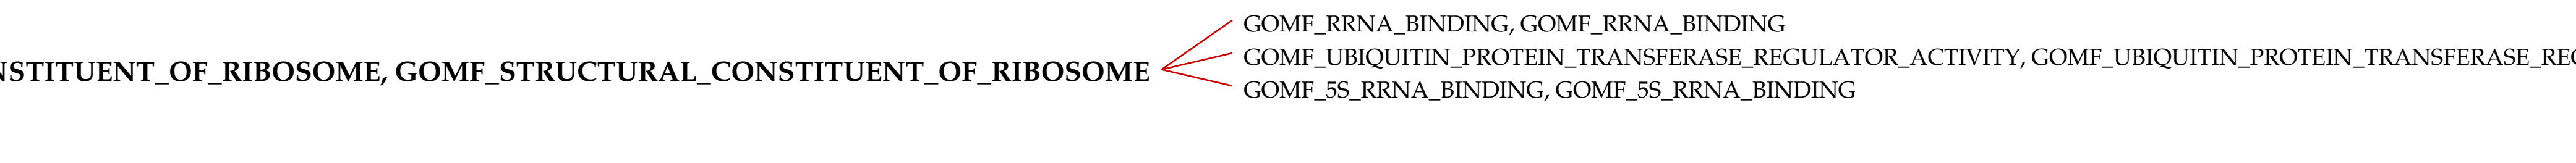 GOMF_RRNA_BINDING, GOMF_RRNA_BINDING
GOMF_UBIQUITIN_PROTEIN_TRANSFERASE_REGULATOR_ACTIVITY, GOMF_UBIQUITIN_PROTEIN_TRANSFERASE_REG
NSTITUENT_OF_RIBOSOME, GOMF_STRUCTURAL_CONSTITUENT_OF_RIBOSOME
GOMF_5S_RRNA_BINDING, GOMF_5S_RRNA_BINDING